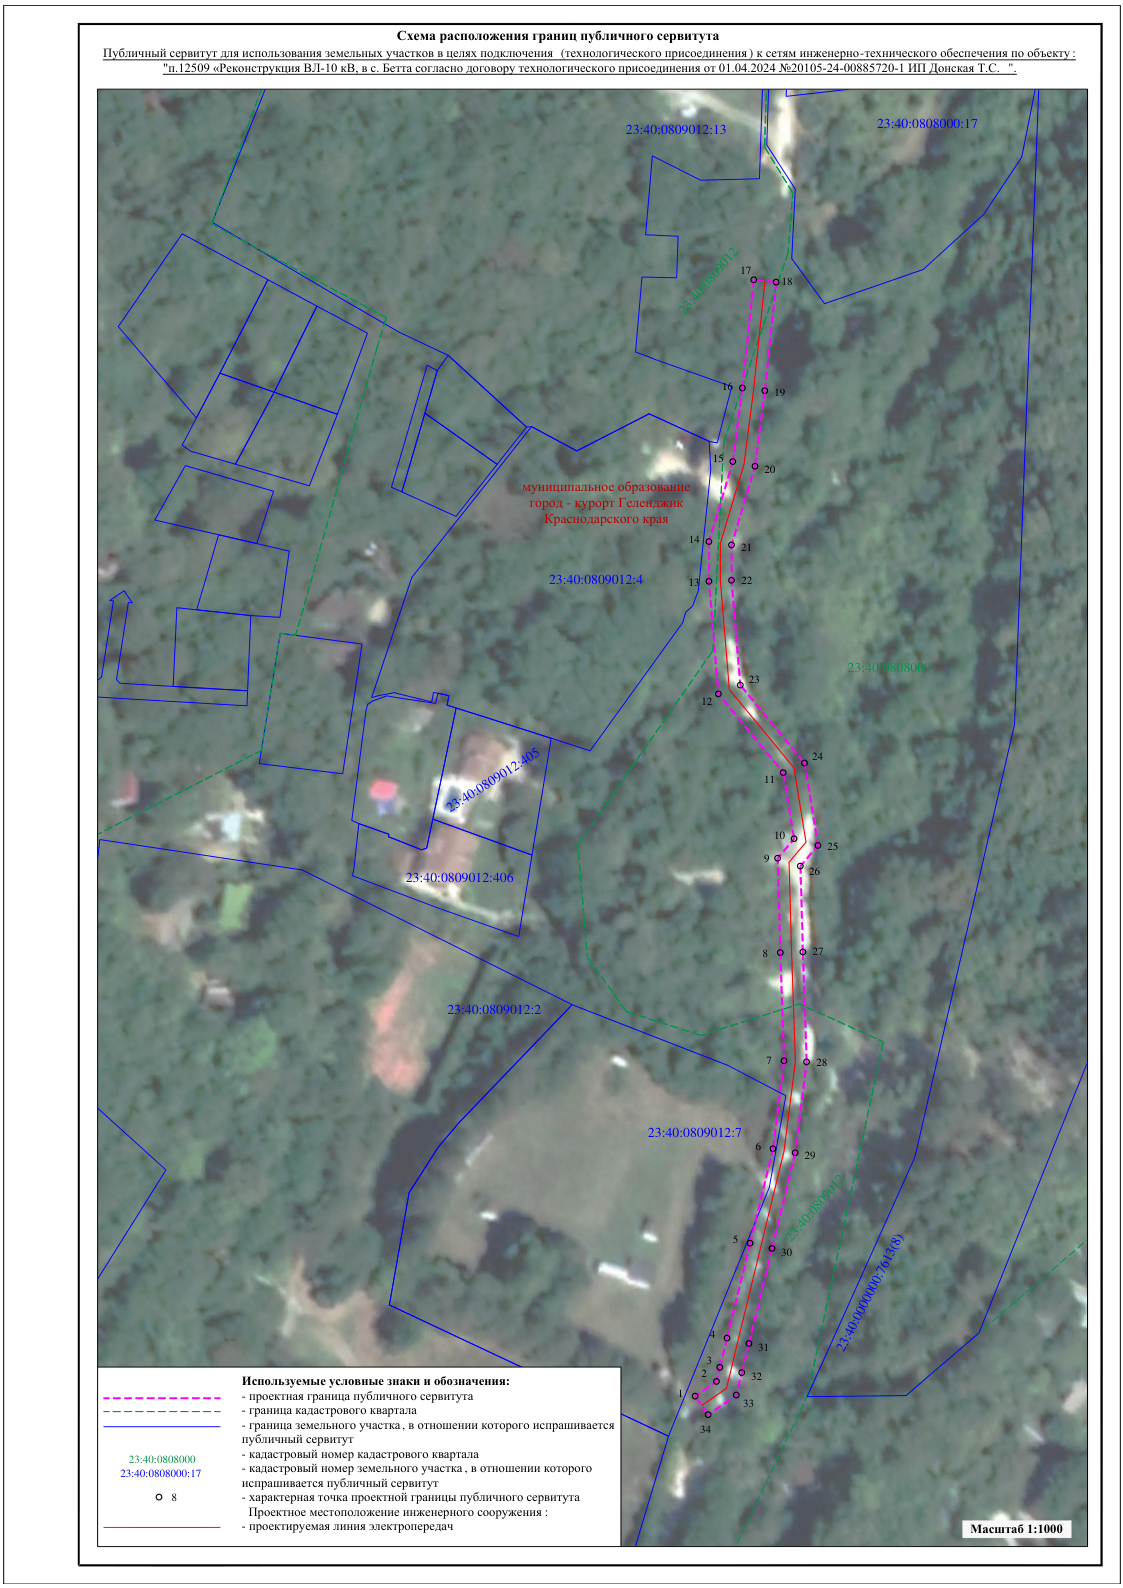 Схема расположения границ публичного сервитута
Публичный сервитут для использования земельных участков в целях подключения (технологического присоединения) к сетям инженерно-технического обеспечения по объекту:
"п.12509 «Реконструкция ВЛ-10 кВ, в с. Бетта согласно договору технологического присоединения от 01.04.2024 №20105-24-00885720-1 ИП Донская Т.С. ".
23:40:0809012:13
23:40:0808000:17
23:40:0809012
17
18
16
19
15
20
муниципальное образование
город - курорт Геленджик
Краснодарского края
14
21
23:40:0809012:4
13
22
23:40:0808000
23
12
24
11
23:40:0809012:405
10
25
9
26
23:40:0809012:406
8
27
23:40:0809012:2
7
28
23:40:0809012:7
6
29
23:40:0809012
5
30
23:40:0000000:7613(8)
4
31
3
32
2
1
33
34
Используемые условные знаки и обозначения:
- проектная граница публичного сервитута
- граница кадастрового квартала
- граница земельного участка, в отношении которого испрашивается
публичный сервитут
23:40:0808000 - кадастровый номер кадастрового квартала
23:40:0808000:17 - кадастровый номер земельного участка, в отношении которого
испрашивается публичный сервитут
8 - характерная точка проектной границы публичного сервитута
Проектное местоположение инженерного сооружения :
- проектируемая линия электропередач
Масштаб 1:1000